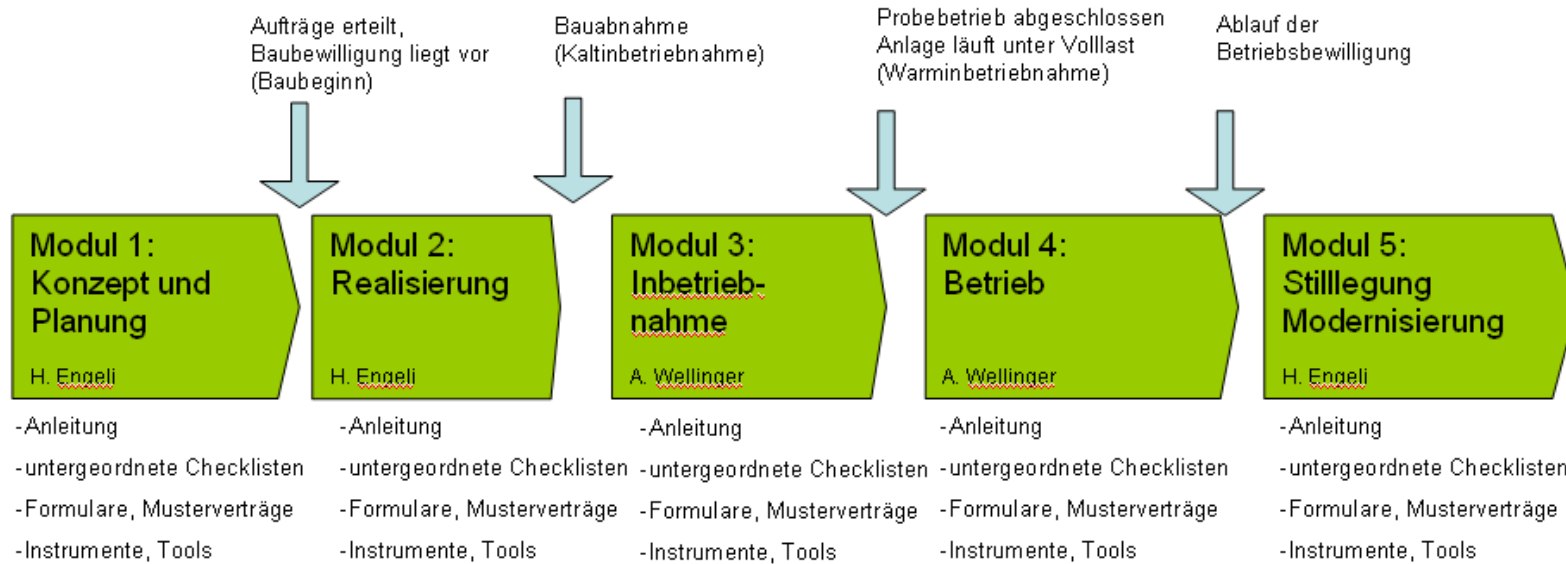 Aufträge erteilt,
Baubewilligung liegt vor
(Baubeginn)
Bauabnahme
(Kaltinbetriebnahme)
Probebetrieb abgeschlossen
Anlage läuft unter Volllast
(Warminbetriebnahme)
Ablauf der
Betriebsbewilligung
Modul 1:
Konzept und
Planung
H. Engeli
Modul 2:
Realisierung
H. Engeli
Modul 3:
Inbetrieb-
nahme
A. Wellinger
Modul 4:
Betrieb
A. Wellinger
Modul 5:
Stilllegung
Modernisierung
H. Engeli
-Anleitung
-untergeordnete Checklisten
-Formulare, Musterverträge
-Instrumente, Tools
-Anleitung
-untergeordnete Checklisten
-Formulare, Musterverträge
-Instrumente, Tools
-Anleitung
-untergeordnete Checklisten
-Formulare, Musterverträge
-Instrumente, Tools
-Anleitung
-untergeordnete Checklisten
-Formulare, Musterverträge
-Instrumente, Tools
-Anleitung
-untergeordnete Checklisten
-Formulare, Musterverträge
-Instrumente, Tools